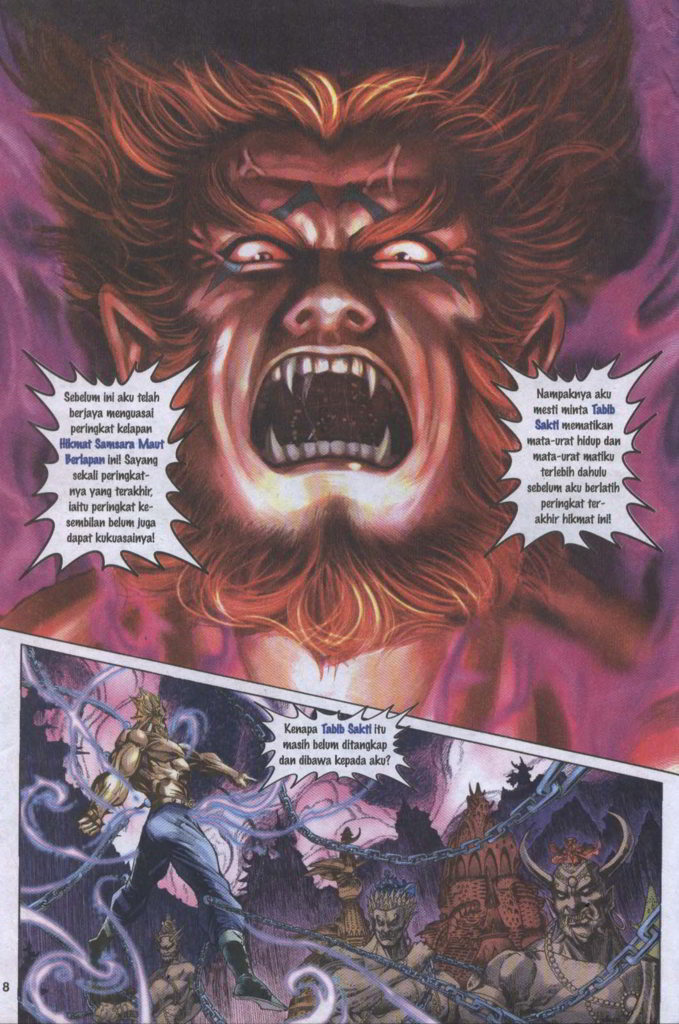 Sebelum ini aku telah
berjaya menguasai
peringkat kelapan
Hikmat Samsara Maut
Berlapan ini! Sayang
sekali peringkat-
nya yang terakhir,
iaitu peringkat ke-
sembilan belum juga
dapat kukuasainya!
Nampaknya aku
mesti minta Tabib
Sakti mematikan
mata-urat hidup dan
mata-urat matiku
terlebih dahulu
sebelum aku berlatih
peringkat ter-
akhir hikmat ini!
Kenapa Tabib Sakti itu
masih belum ditangkap
dan dibawa kepada aku?
8